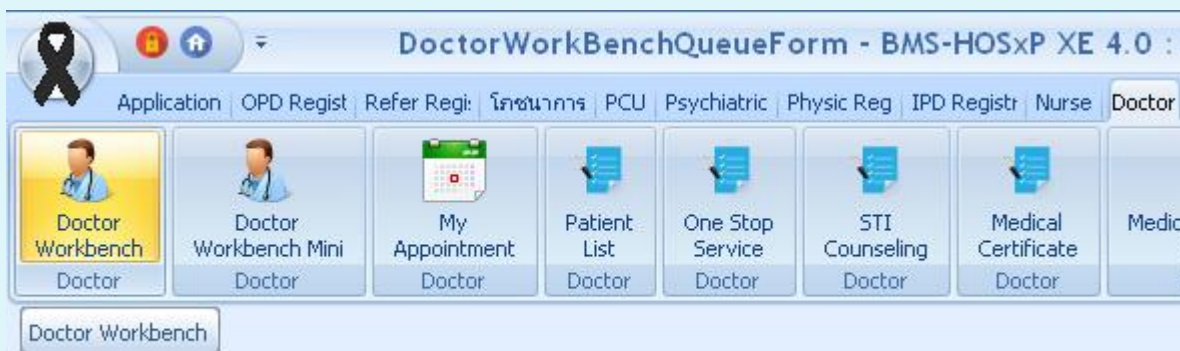 DoctorWorkBenchQueueForm - BMS-HOSxP XE 4.0 :
Application OPD Regist Refer Regi: โภชนาการ PCU Psychiatric Physic Reg IPD Registr Nurse Doctor
Doctor Workbench
Doctor
Doctor Workbench Mini
Doctor
My Appointment
Doctor
Patient List
Doctor
One Stop Service
Doctor
STI Counseling
Doctor
Medical Certificate
Doctor
Doctor Workbench